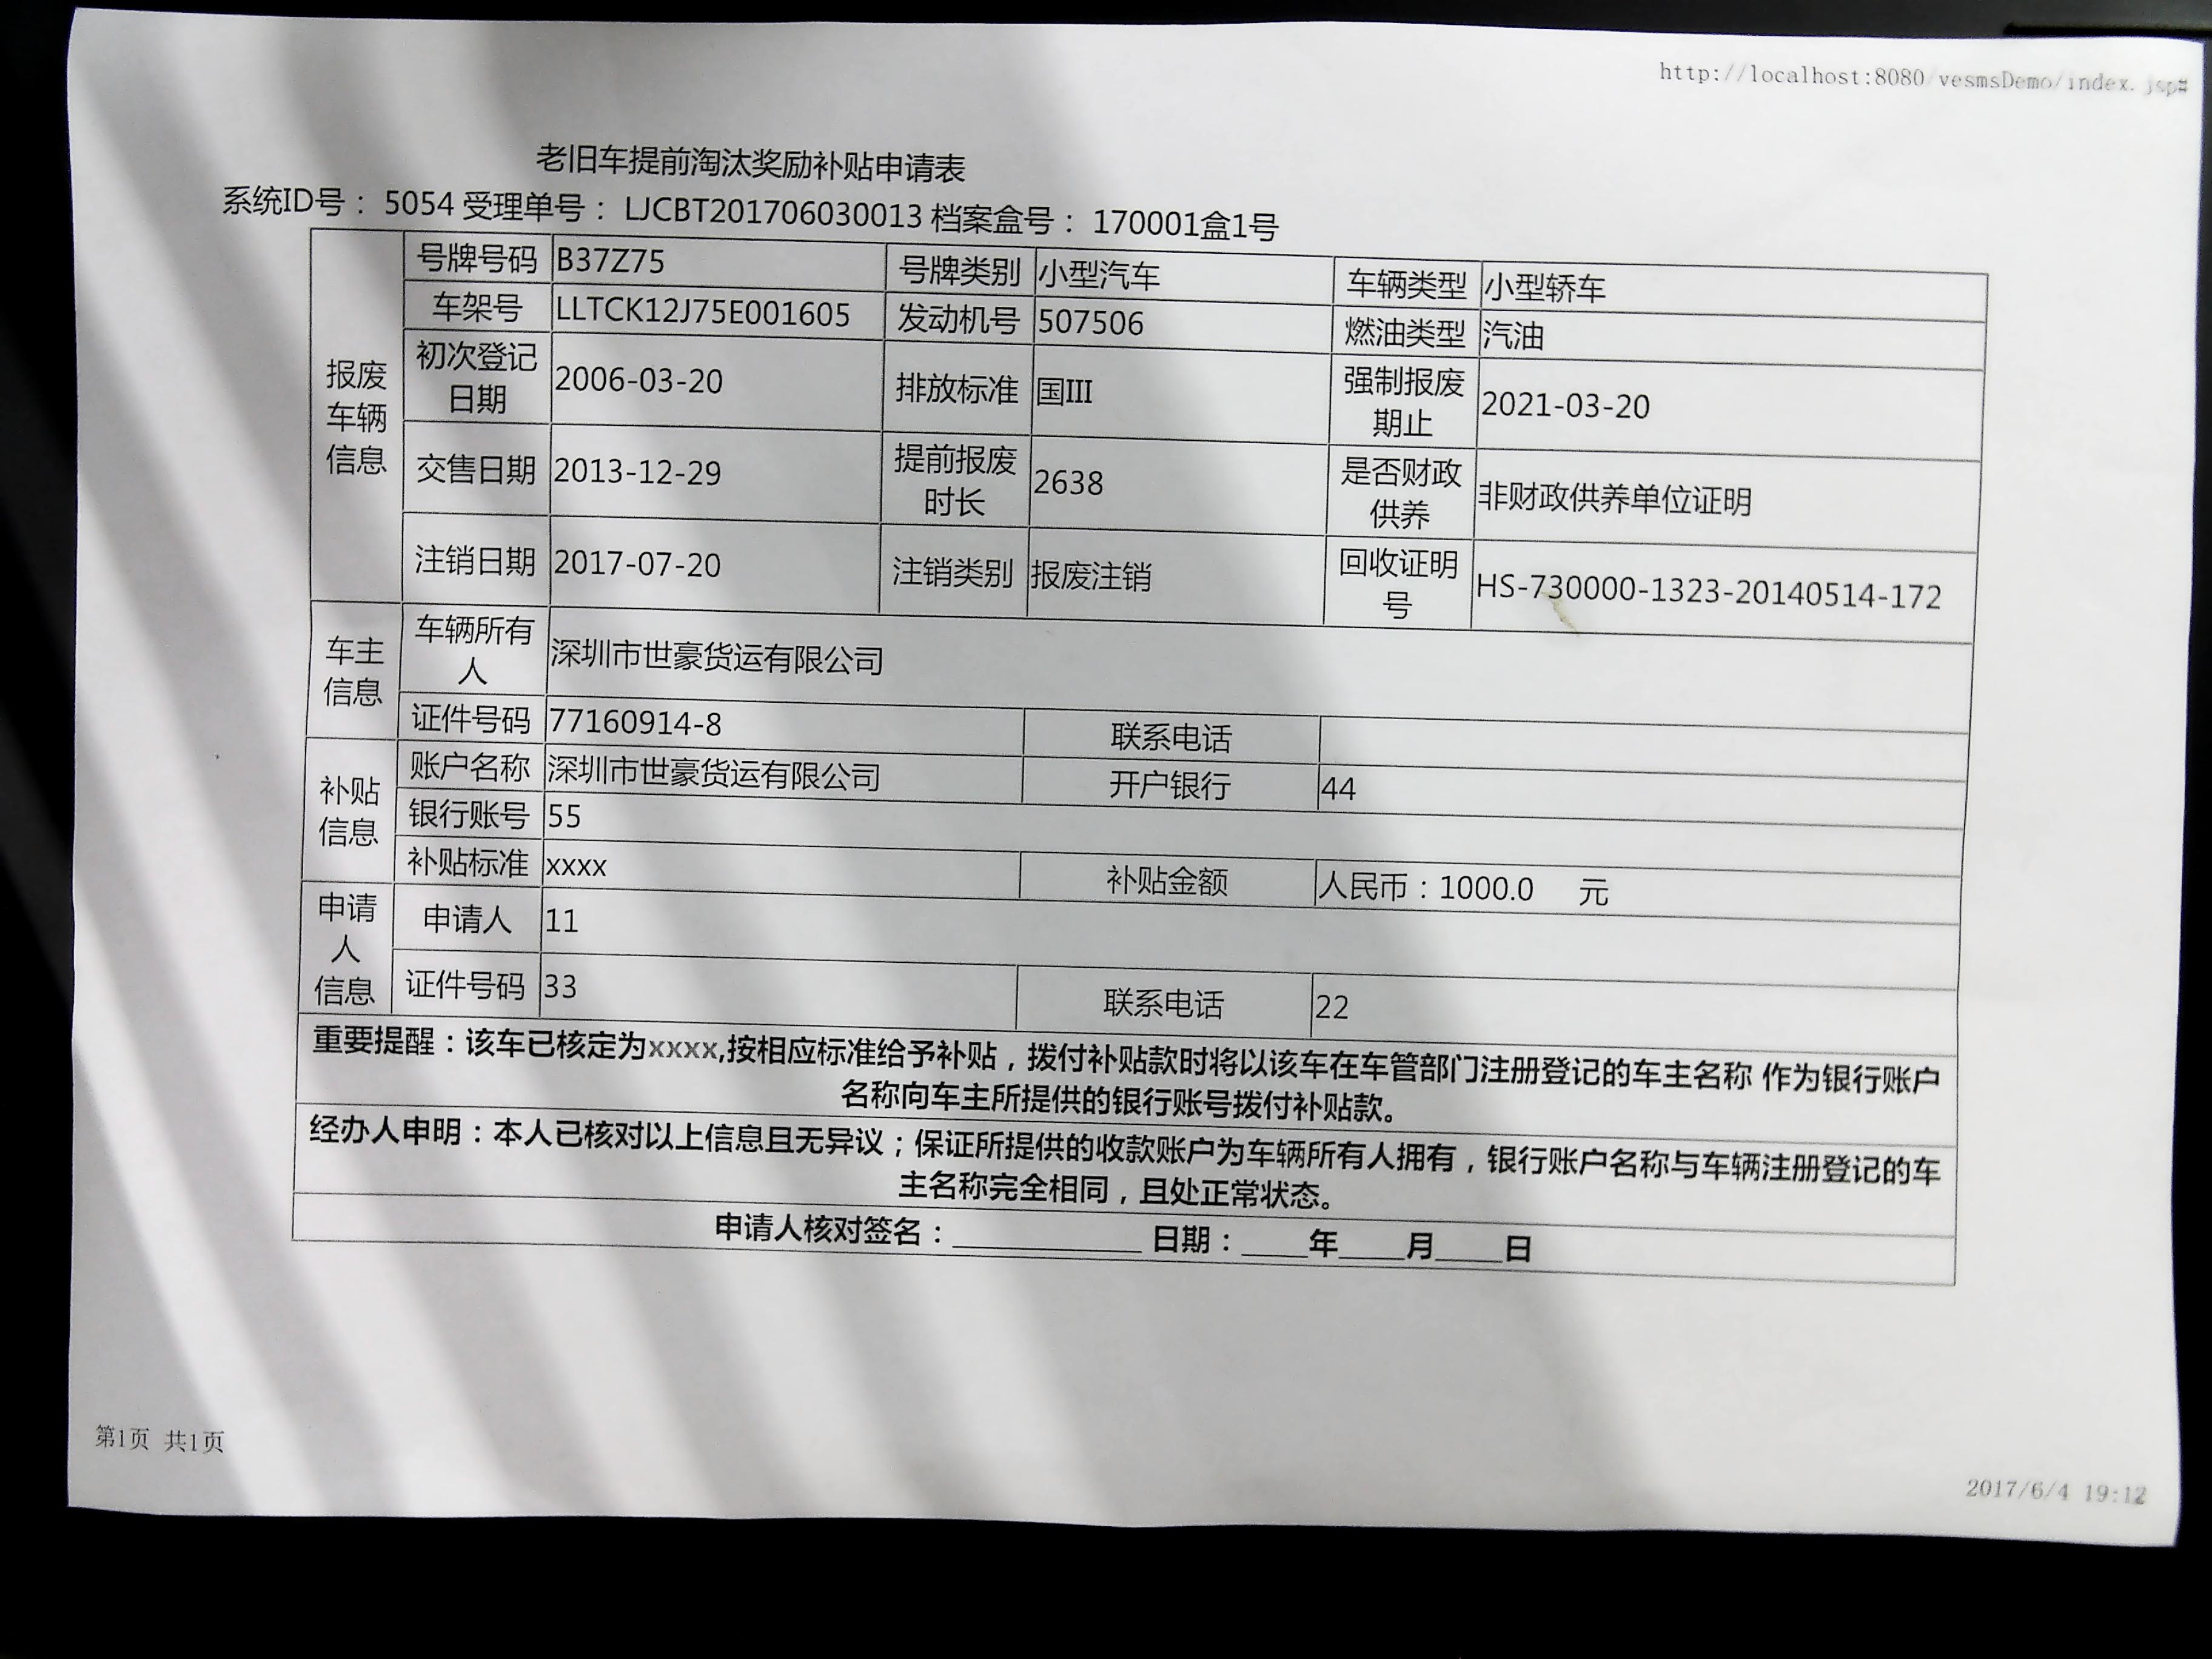 http://localhost:8080/vesmsDemo/index.jsp#
老旧车提前淘汰奖励补贴申请表
系统ID号： 5054 受理单号： LJCBT201706030013 档案盒号： 170001盒1号
报废车辆信息
号牌号码 B37Z75 号牌类别 小型汽车 车辆类型 小型轿车
车架号 LLTCK12J75E001605 发动机号 507506 燃油类型 汽油
初次登记日期 2006-03-20 排放标准 国III 强制报废期止 2021-03-20
交售日期 2013-12-29 提前报废时长 2638 是否财政供养 非财政供养单位证明
注销日期 2017-07-20 注销类别 报废注销 回收证明号 HS-730000-1323-20140514-172
车主信息
车辆所有人 深圳市世豪货运有限公司
证件号码 77160914-8 联系电话
补贴信息
账户名称 深圳市世豪货运有限公司 开户银行 44
银行账号 55
补贴标准 xxxx 补贴金额 人民币：1000.0 元
申请人信息
申请人 11
证件号码 33 联系电话 22
重要提醒：该车已核定为xxxx,按相应标准给予补贴，拨付补贴款时将以该车在车管部门注册登记的车主名称 作为银行账户
名称向车主所提供的银行账号拨付补贴款。
经办人申明：本人已核对以上信息且无异议；保证所提供的收款账户为车辆所有人拥有，银行账户名称与车辆注册登记的车
主名称完全相同，且处正常状态。
申请人核对签名：____________ 日期：____年____月____日
第1页 共1页
2017/6/4 19:12